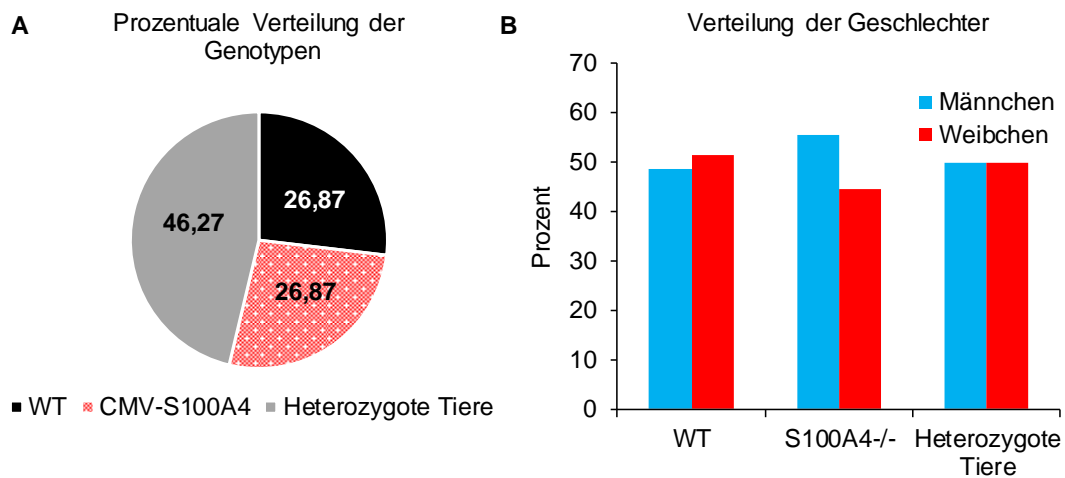 A
Prozentuale Verteilung der
Genotypen
26,87
46,27
26,87
WT
CMV-S100A4
Heterozygote Tiere
B
Verteilung der Geschlechter
70
60
50
40
30
20
10
0
Prozent
Männchen
Weibchen
WT
S100A4-/-
Heterozygote
Tiere